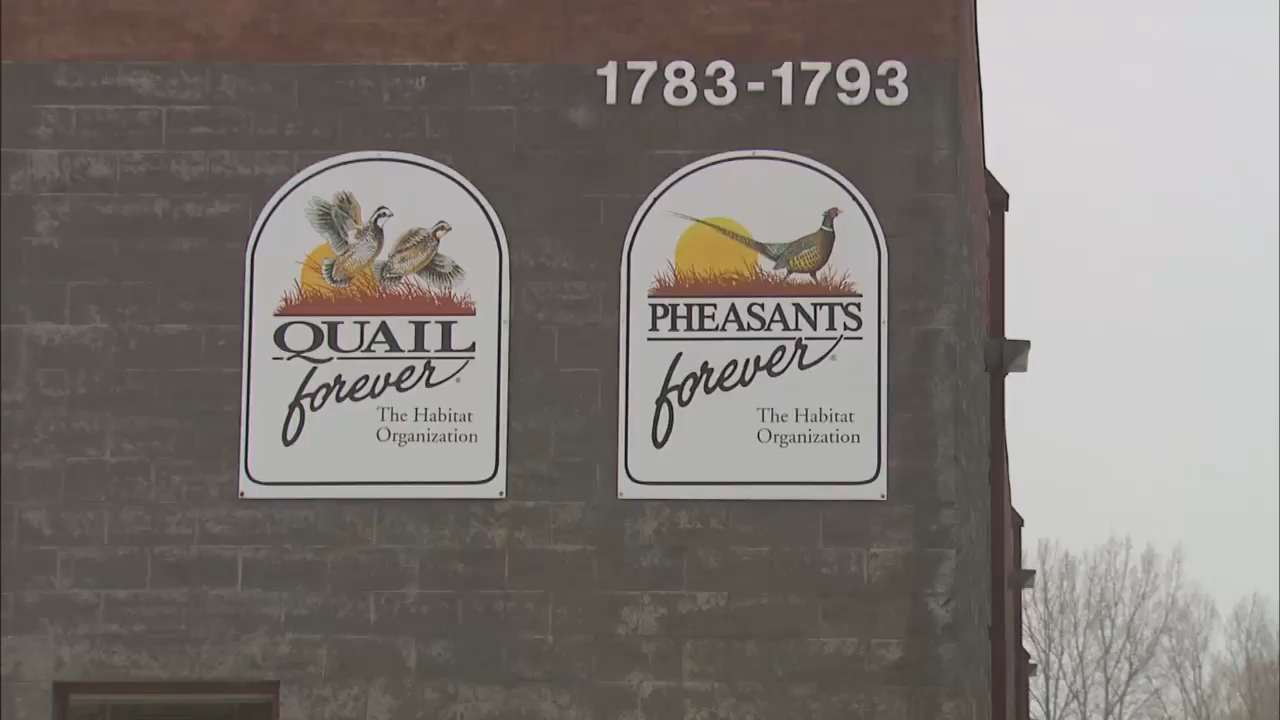 1783-1793
QUAIL
forever®
The Habitat
Organization
PHEASANTS
forever®
The Habitat
Organization